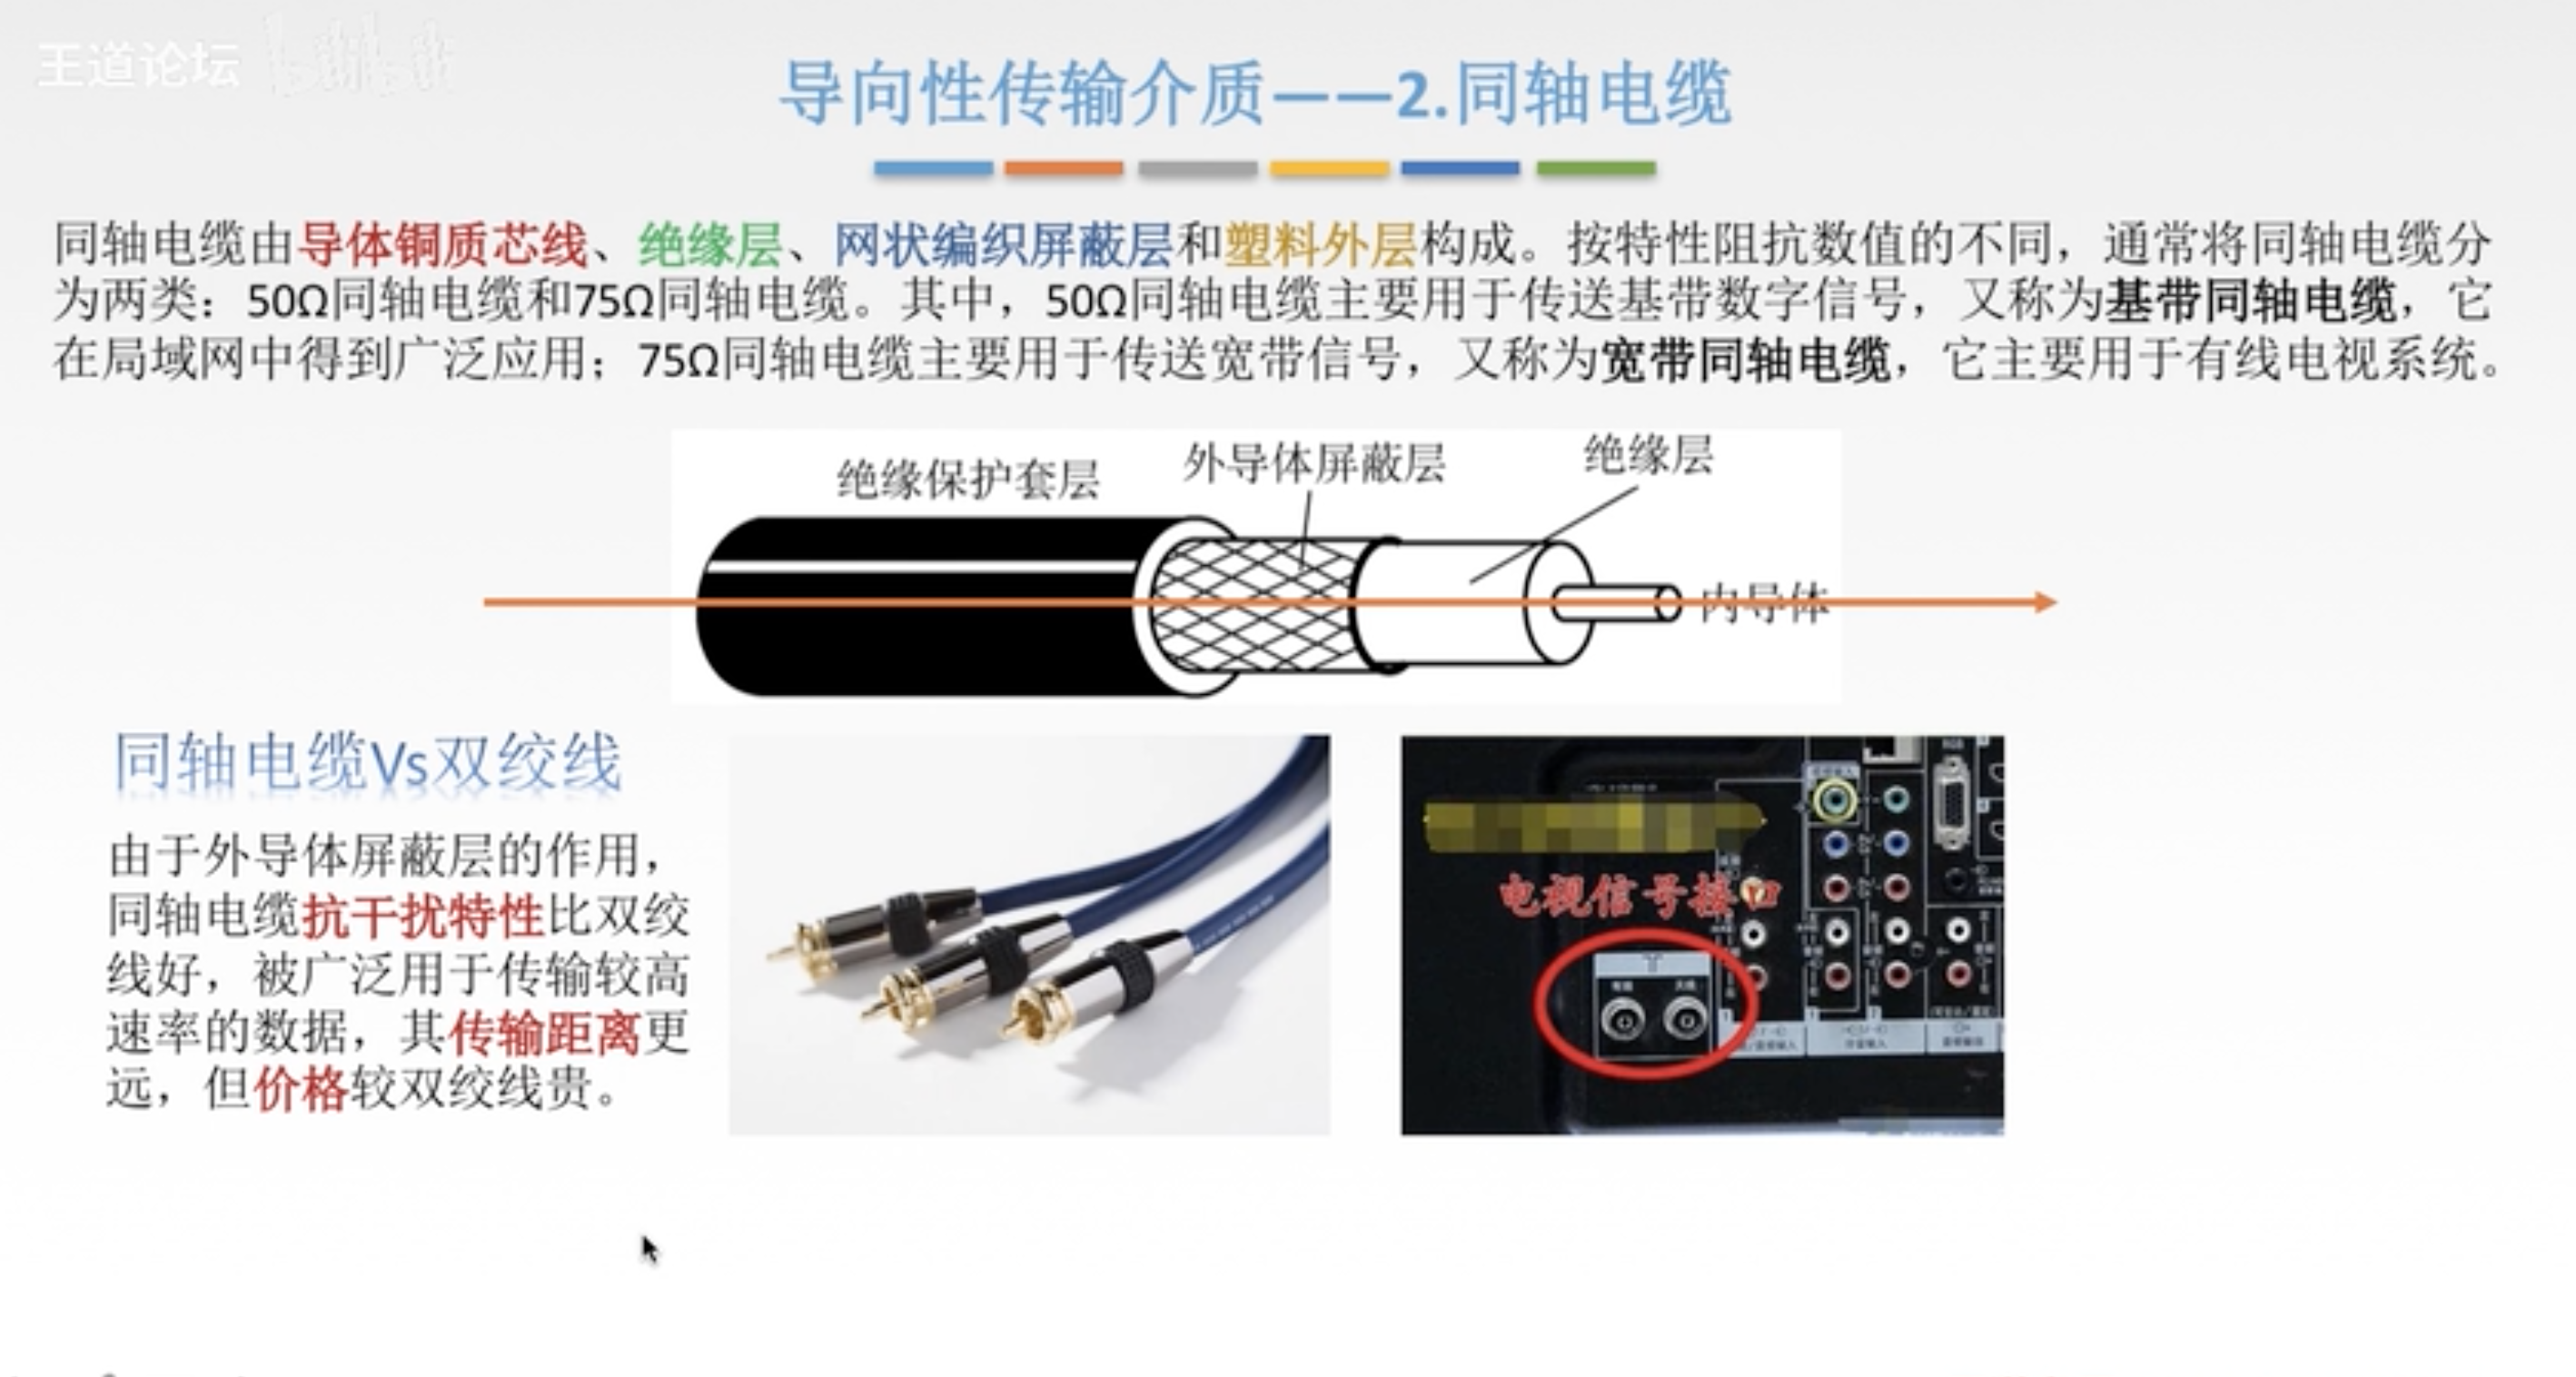 王道论坛 bilibili
导向性传输介质——2.同轴电缆
同轴电缆由导体铜质芯线、绝缘层、网状编织屏蔽层和塑料外层构成。按特性阻抗数值的不同，通常将同轴电缆分
为两类：50Ω同轴电缆和75Ω同轴电缆。其中，50Ω同轴电缆主要用于传送基带数字信号，又称为基带同轴电缆，它
在局域网中得到广泛应用；75Ω同轴电缆主要用于传送宽带信号，又称为宽带同轴电缆，它主要用于有线电视系统。
绝缘保护套层
外导体屏蔽层
绝缘层
内导体
同轴电缆Vs双绞线
由于外导体屏蔽层的作用，
同轴电缆抗干扰特性比双绞
线好，被广泛用于传输较高
速率的数据，其传输距离更
远，但价格较双绞线贵。
电视信号接口
RGB